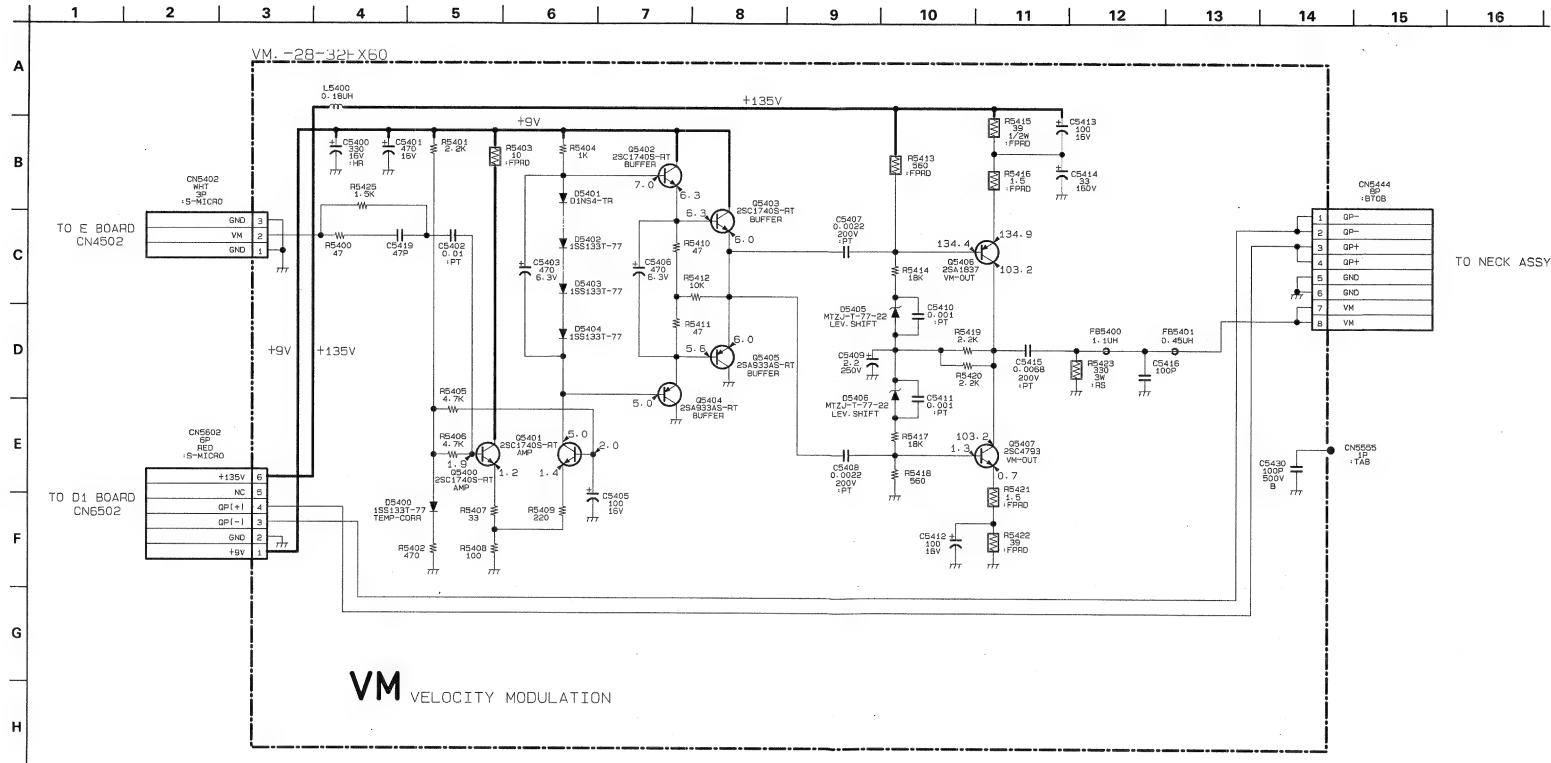 1 2 3 4 5 6 7 8 9 10 11 12 13 14 15 16
A
B
C
D
E
F
G
H
VM.-28-32FX60
L5400
0.18UH
+135V
+9V
C5400
330
16V
:HR
C5401
470
16V
R5401
2.2K
R5403
10
:FPRD
R5404
1K
Q5402
2SC1740S-RT
BUFFER
7.0
6.3
D5401
D1NS4-TR
R5425
1.5K
CN5402
WHT
3P
:S-MICRO
TO E BOARD
CN4502
GND 3
VM 2
GND 1
R5400
47
C5419
47P
C5402
0.01
:PT
C5403
470
6.3V
D5402
1SS133T-77
D5403
1SS133T-77
D5404
1SS133T-77
C5406
470
6.3V
6.3
Q5403
2SC1740S-RT
BUFFER
6.0
R5410
47
R5412
10K
R5411
47
5.6
6.0
Q5405
2SA933AS-RT
BUFFER
5.0
Q5404
2SA933AS-RT
BUFFER
C5407
0.0022
200V
:PT
R5413
560
:FPRD
R5415
39
1/2W
:FPRD
R5416
1.5
:FPRD
C5413
100
16V
C5414
33
160V
134.4
134.9
Q5406
2SA1837
VM-OUT
103.2
R5414
18K
D5405
MTZJ-T-77-22
LEV.SHIFT
C5410
0.001
:PT
C5409
2.2
250V
R5419
2.2K
R5420
2.2K
C5415
0.0068
200V
:PT
FB5400
1.1UH
FB5401
0.45UH
R5423
330
3W
:RS
C5416
100P
D5406
MTZJ-T-77-22
LEV.SHIFT
C5411
0.001
:PT
R5417
18K
R5418
560
C5408
0.0022
200V
:PT
103.2
Q5407
2SC4793
VM-OUT
1.3
0.7
R5421
1.5
:FPRD
C5412
100
16V
R5422
39
:FPRD
CN5444
8P
:BTOB
1 QP-
2 QP-
3 QP+
4 QP+
5 GND
6 GND
7 VM
8 VM
TO NECK ASSY
C5430
100P
500V
B
CN5555
1P
:TAB
+9V
+135V
R5405
4.7K
R5406
4.7K
1.9
Q5401
2SC1740S-RT
AMP
Q5400
2SC1740S-RT
AMP
1.2
5.0
1.4
2.0
D5400
1SS133T-77
TEMP-CORR
R5407
33
R5409
220
C5405
100
16V
R5402
470
R5408
100
CN5602
6P
RED
:S-MICRO
TO D1 BOARD
CN6502
+135V 6
NC 5
QP(+) 4
QP(-) 3
GND 2
+9V 1
VM VELOCITY MODULATION